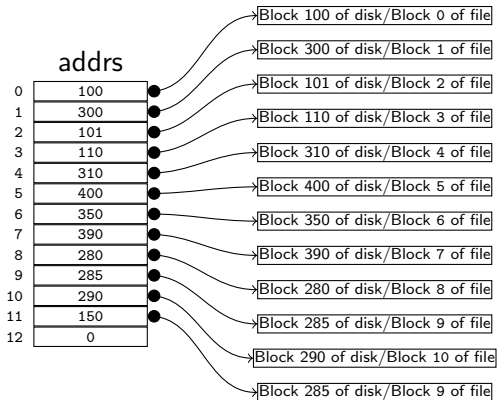 addrs
0 100
1 300
2 101
3 110
4 310
5 400
6 350
7 390
8 280
9 285
10 290
11 150
12 0
Block 100 of disk/Block 0 of file
Block 300 of disk/Block 1 of file
Block 101 of disk/Block 2 of file
Block 110 of disk/Block 3 of file
Block 310 of disk/Block 4 of file
Block 400 of disk/Block 5 of file
Block 350 of disk/Block 6 of file
Block 390 of disk/Block 7 of file
Block 280 of disk/Block 8 of file
Block 285 of disk/Block 9 of file
Block 290 of disk/Block 10 of file
Block 285 of disk/Block 9 of file